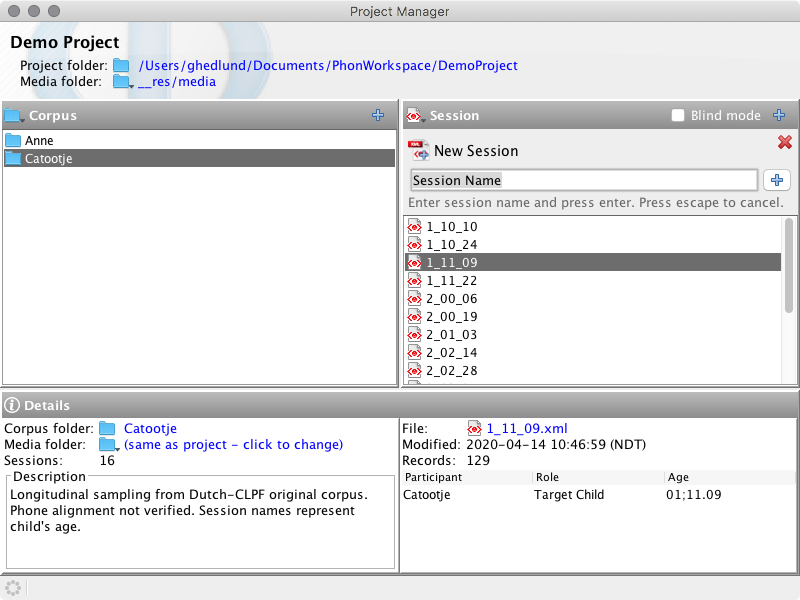 Project Manager
Demo Project
Project folder: /Users/ghedlund/Documents/PhonWorkspace/DemoProject
Media folder: __res/media
Corpus
Anne
Catootje
Session
Blind mode
XML
New Session
Session Name
Enter session name and press enter. Press escape to cancel.
1_10_10
1_10_24
1_11_09
1_11_22
2_00_06
2_00_19
2_01_03
2_02_14
2_02_28
Details
Corpus folder: Catootje
Media folder: (same as project - click to change)
Sessions: 16
Description
Longitudinal sampling from Dutch-CLPF original corpus.
Phone alignment not verified. Session names represent
child's age.
File: 1_11_09.xml
Modified: 2020-04-14 10:46:59 (NDT)
Records: 129
Participant Role Age
Catootje Target Child 01;11.09